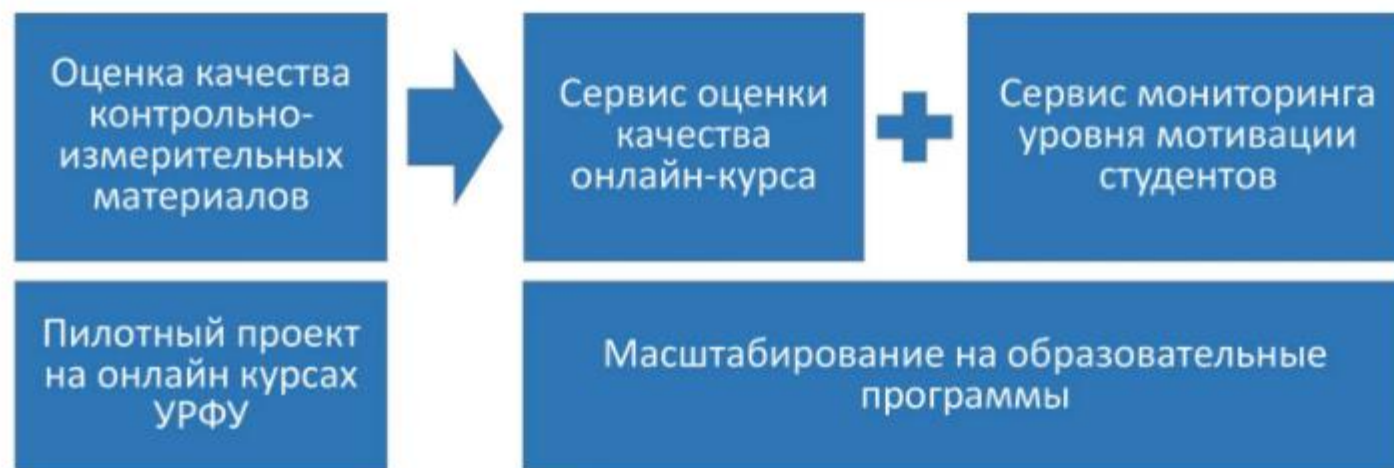 Оценка качества
контрольно-
измерительных
материалов
Сервис оценки
качества
онлайн-курса
Сервис мониторинга
уровня мотивации
студентов
Пилотный проект
на онлайн курсах
УРФУ
Масштабирование на образовательные
программы